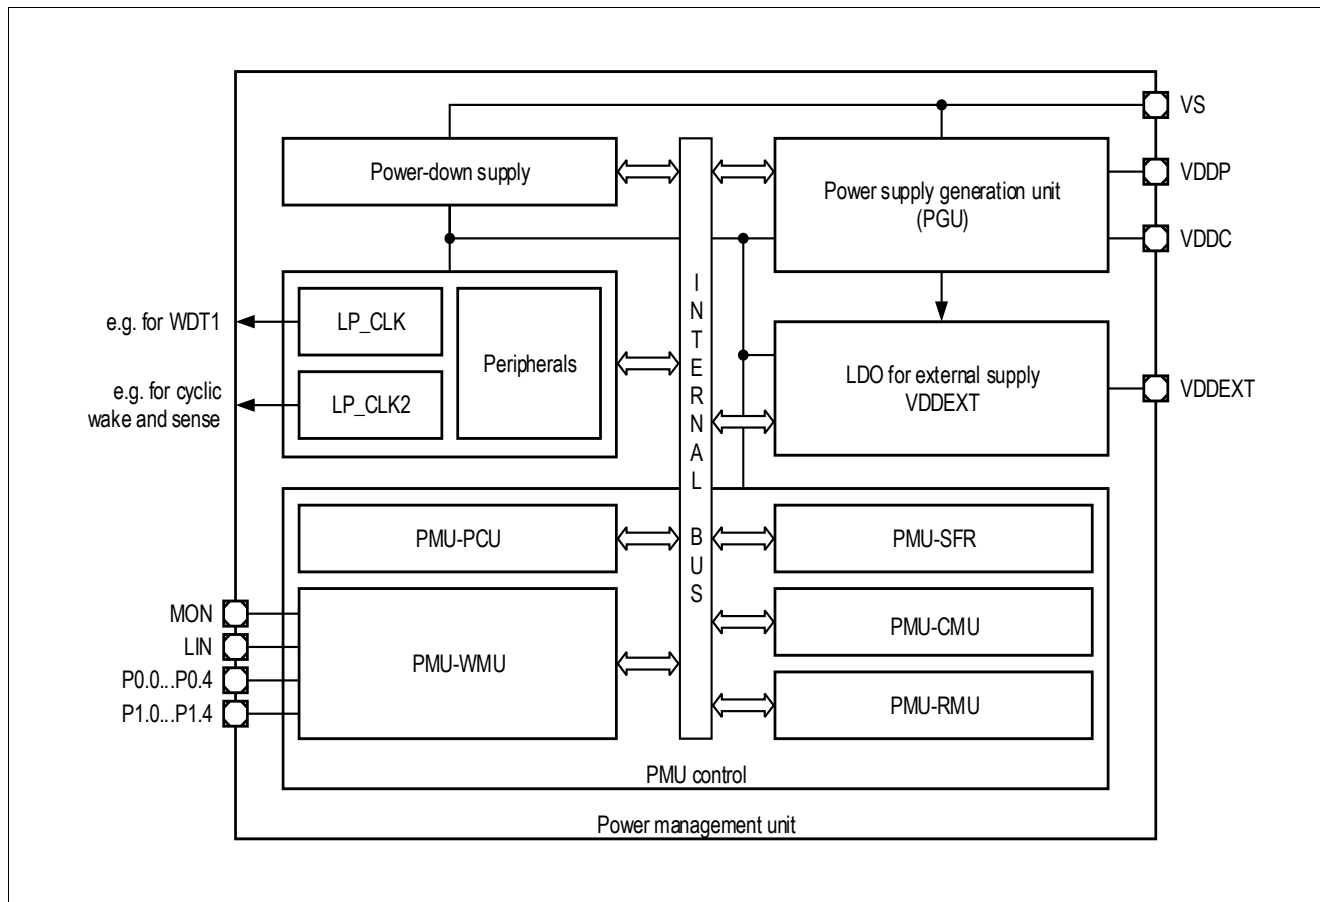 VS
Power-down supply
Power supply generation unit
(PGU)
VDDP
VDDC
INTERNAL BUS
e.g. for WDT1
LP_CLK
Peripherals
e.g. for cyclic
wake and sense
LP_CLK2
LDO for external supply
VDDEXT
VDDEXT
PMU-PCU
PMU-SFR
MON
LIN
P0.0...P0.4
P1.0...P1.4
PMU-WMU
PMU-CMU
PMU-RMU
PMU control
Power management unit